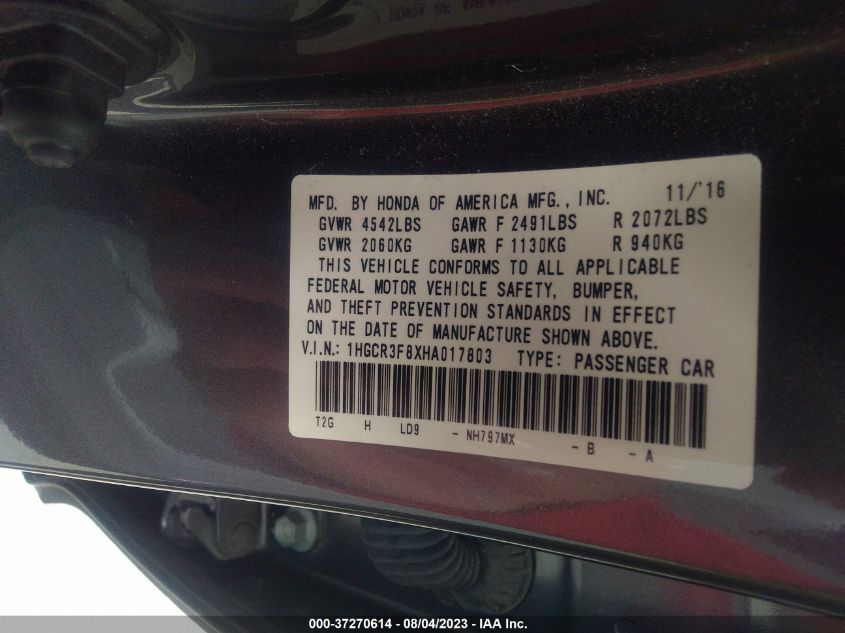 MFD. BY HONDA OF AMERICA MFG., INC. 11/'16
GVWR 4542LBS GAWR F 2491LBS R 2072LBS
GVWR 2060KG GAWR F 1130KG R 940KG
THIS VEHICLE CONFORMS TO ALL APPLICABLE
FEDERAL MOTOR VEHICLE SAFETY, BUMPER,
AND THEFT PREVENTION STANDARDS IN EFFECT
ON THE DATE OF MANUFACTURE SHOWN ABOVE.
V.I.N.: 1HGCR3F8XHA017803 TYPE: PASSENGER CAR
T2G H LD9 - NH797MX - B - A
000-37270614 - 08/04/2023 - IAA Inc.